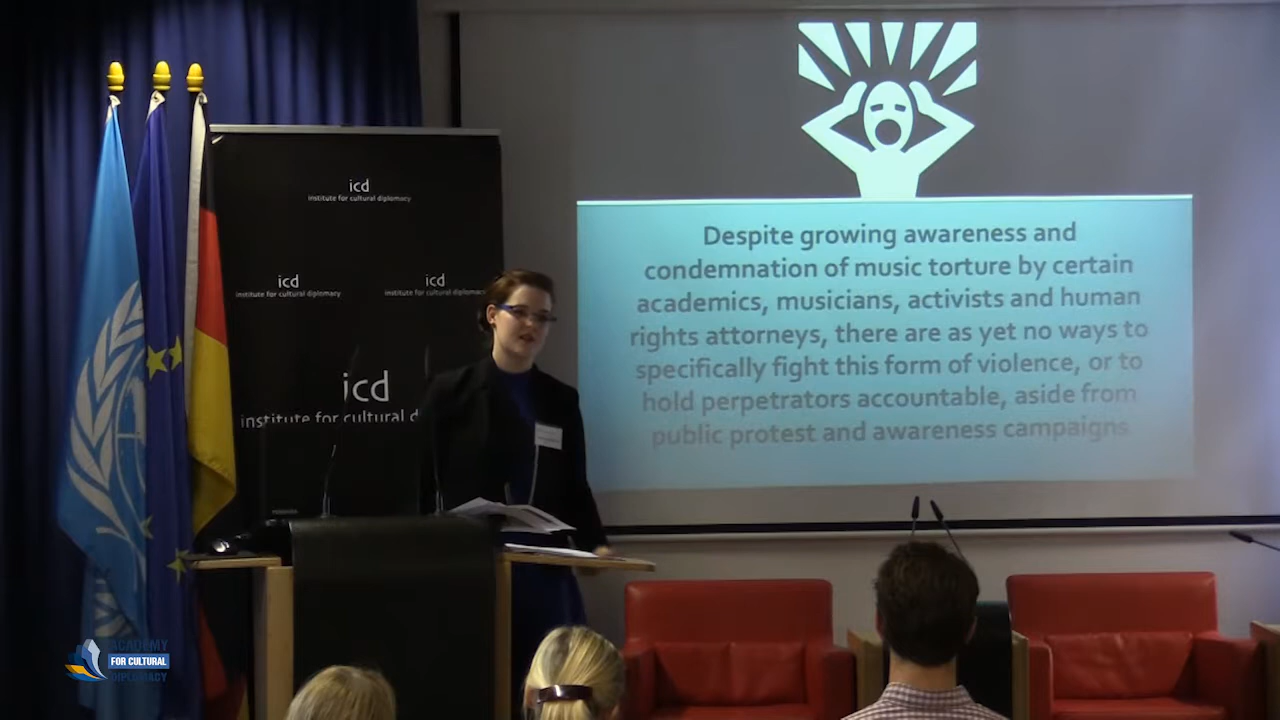 icd
institute for cultural diplomacy
icd
institute for cultural diplomacy
icd
institute for cultural diplomacy
icd
institute for cultural d
Despite growing awareness and
condemnation of music torture by certain
academics, musicians, activists and human
rights attorneys, there are as yet no ways to
specifically fight this form of violence, or to
hold perpetrators accountable, aside from
public protest and awareness campaigns
ACADEMY
FOR CULTURAL
DIPLOMACY